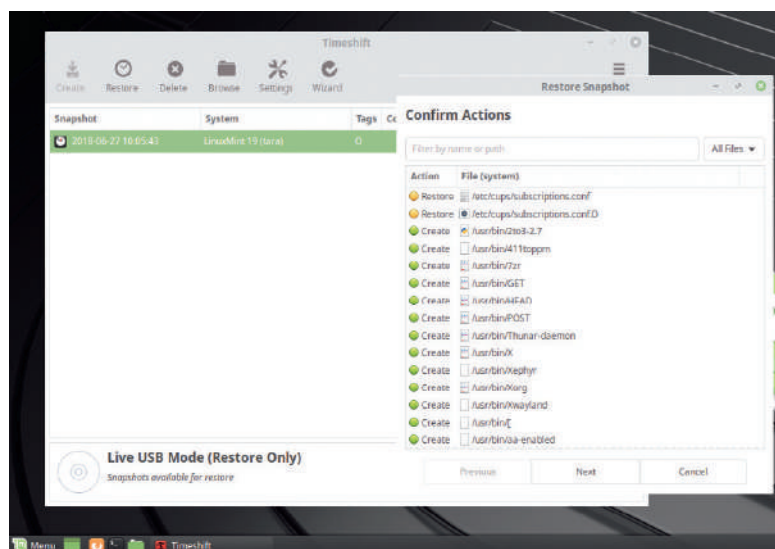 Timeshift
Create Restore Delete Browse Settings Wizard
Restore Snapshot
Snapshot System Tags
Confirm Actions
2018-06-27 16:05:43 LinuxMint 19 (tara) O
Filter by name or path All Files
Action File (system)
Restore /etc/cups/subscriptions.conf
Restore /etc/cups/subscriptions.conf.O
Create /usr/bin/2to3-2.7
Create /usr/bin/411toppm
Create /usr/bin/7zr
Create /usr/bin/GET
Create /usr/bin/HEAD
Create /usr/bin/POST
Create /usr/bin/Thunar-daemon
Create /usr/bin/X
Create /usr/bin/Xephyr
Create /usr/bin/Xorg
Create /usr/bin/Xwayland
Create /usr/bin/[
Create /usr/bin/aa-enabled
Live USB Mode (Restore Only)
Snapshots available for restore
Previous Next Cancel
Menu Timeshift